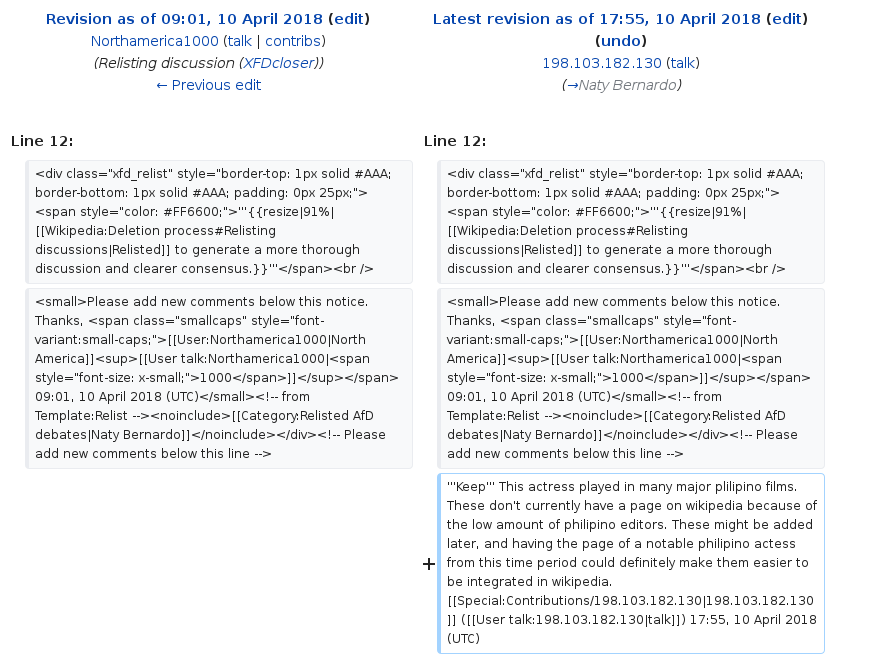 Revision as of 09:01, 10 April 2018 (edit)
Northamerica1000 (talk | contribs)
(Relisting discussion (XFDcloser))
← Previous edit
Latest revision as of 17:55, 10 April 2018 (edit)
(undo)
198.103.182.130 (talk)
(→Naty Bernardo)
Line 12:
Line 12:
<div class="xfd_relist" style="border-top: 1px solid #AAA;
border-bottom: 1px solid #AAA; padding: 0px 25px;">
<span style="color: #FF6600;">'''{{resize|91%|
[[Wikipedia:Deletion process#Relisting
discussions|Relisted]] to generate a more thorough
discussion and clearer consensus.}}'''</span><br />
<div class="xfd_relist" style="border-top: 1px solid #AAA;
border-bottom: 1px solid #AAA; padding: 0px 25px;">
<span style="color: #FF6600;">'''{{resize|91%|
[[Wikipedia:Deletion process#Relisting
discussions|Relisted]] to generate a more thorough
discussion and clearer consensus.}}'''</span><br />
<small>Please add new comments below this notice.
Thanks, <span class="smallcaps" style="font-
variant:small-caps;">[[User:Northamerica1000|North
America]]<sup>[[User talk:Northamerica1000|<span
style="font-size: x-small;">1000</span>]]</sup></span>
09:01, 10 April 2018 (UTC)</small><!-- from
Template:Relist --><noinclude>[[Category:Relisted AfD
debates|Naty Bernardo]]</noinclude></div><!-- Please
add new comments below this line -->
<small>Please add new comments below this notice.
Thanks, <span class="smallcaps" style="font-
variant:small-caps;">[[User:Northamerica1000|North
America]]<sup>[[User talk:Northamerica1000|<span
style="font-size: x-small;">1000</span>]]</sup></span>
09:01, 10 April 2018 (UTC)</small><!-- from
Template:Relist --><noinclude>[[Category:Relisted AfD
debates|Naty Bernardo]]</noinclude></div><!-- Please
add new comments below this line -->
+
'''Keep''' This actress played in many major plilipino films.
These don't currently have a page on wikipedia because of
the low amount of philipino editors. These might be added
later, and having the page of a notable philipino actess
from this time period could definitely make them easier to
be integrated in wikipedia.
[[Special:Contributions/198.103.182.130|198.103.182.130
]] ([[User talk:198.103.182.130|talk]]) 17:55, 10 April 2018
(UTC)